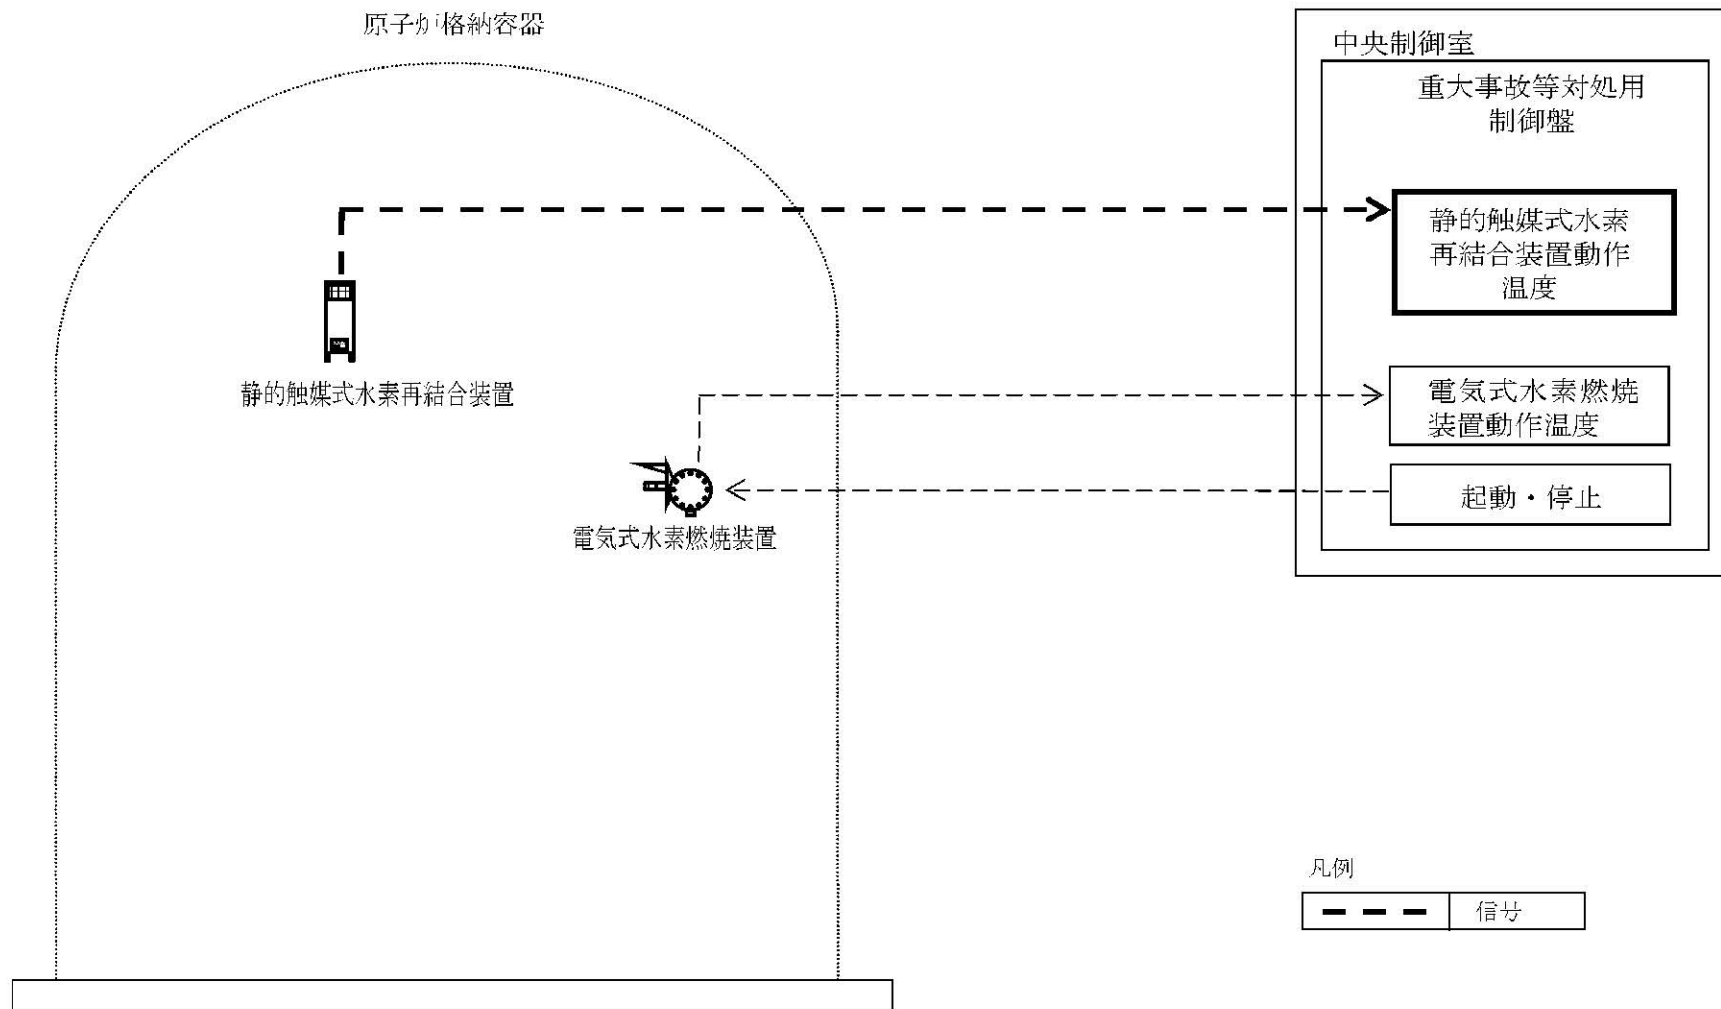 原子炉格納容器
中央制御室
重大事故等対処用
制御盤
静的触媒式水素
再結合装置動作
温度
静的触媒式水素再結合装置
電気式水素燃焼
装置動作温度
起動・停止
電気式水素燃焼装置
凡例
信号